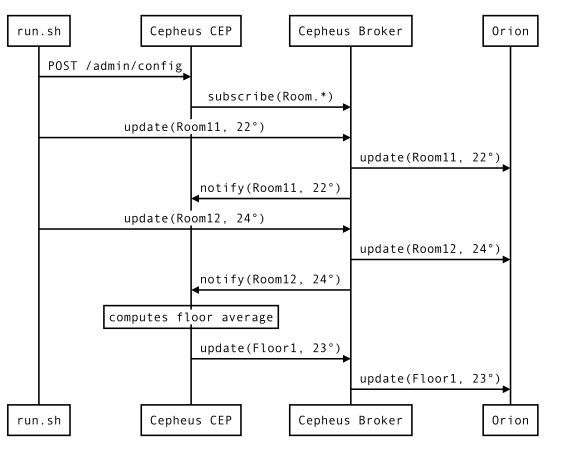 run.sh Cepheus CEP Cepheus Broker Orion
POST /admin/config
subscribe(Room.*)
update(Room11, 22°)
update(Room11, 22°)
notify(Room11, 22°)
update(Room12, 24°)
update(Room12, 24°)
notify(Room12, 24°)
computes floor average
update(Floor1, 23°)
update(Floor1, 23°)
run.sh Cepheus CEP Cepheus Broker Orion